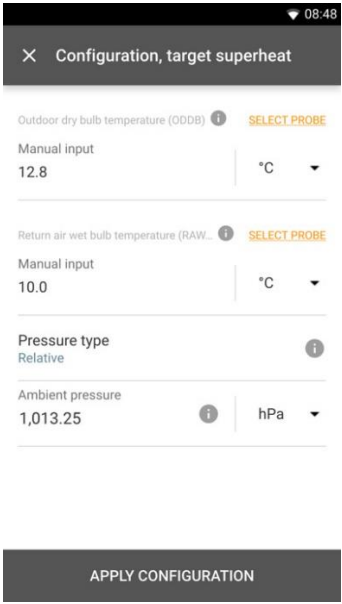 08:48
Configuration, target superheat
Outdoor dry bulb temperature (ODDB) SELECT PROBE
Manual input
12.8 °C
Return air wet bulb temperature (RAW... SELECT PROBE
Manual input
10.0 °C
Pressure type
Relative
Ambient pressure
1,013.25 hPa
APPLY CONFIGURATION